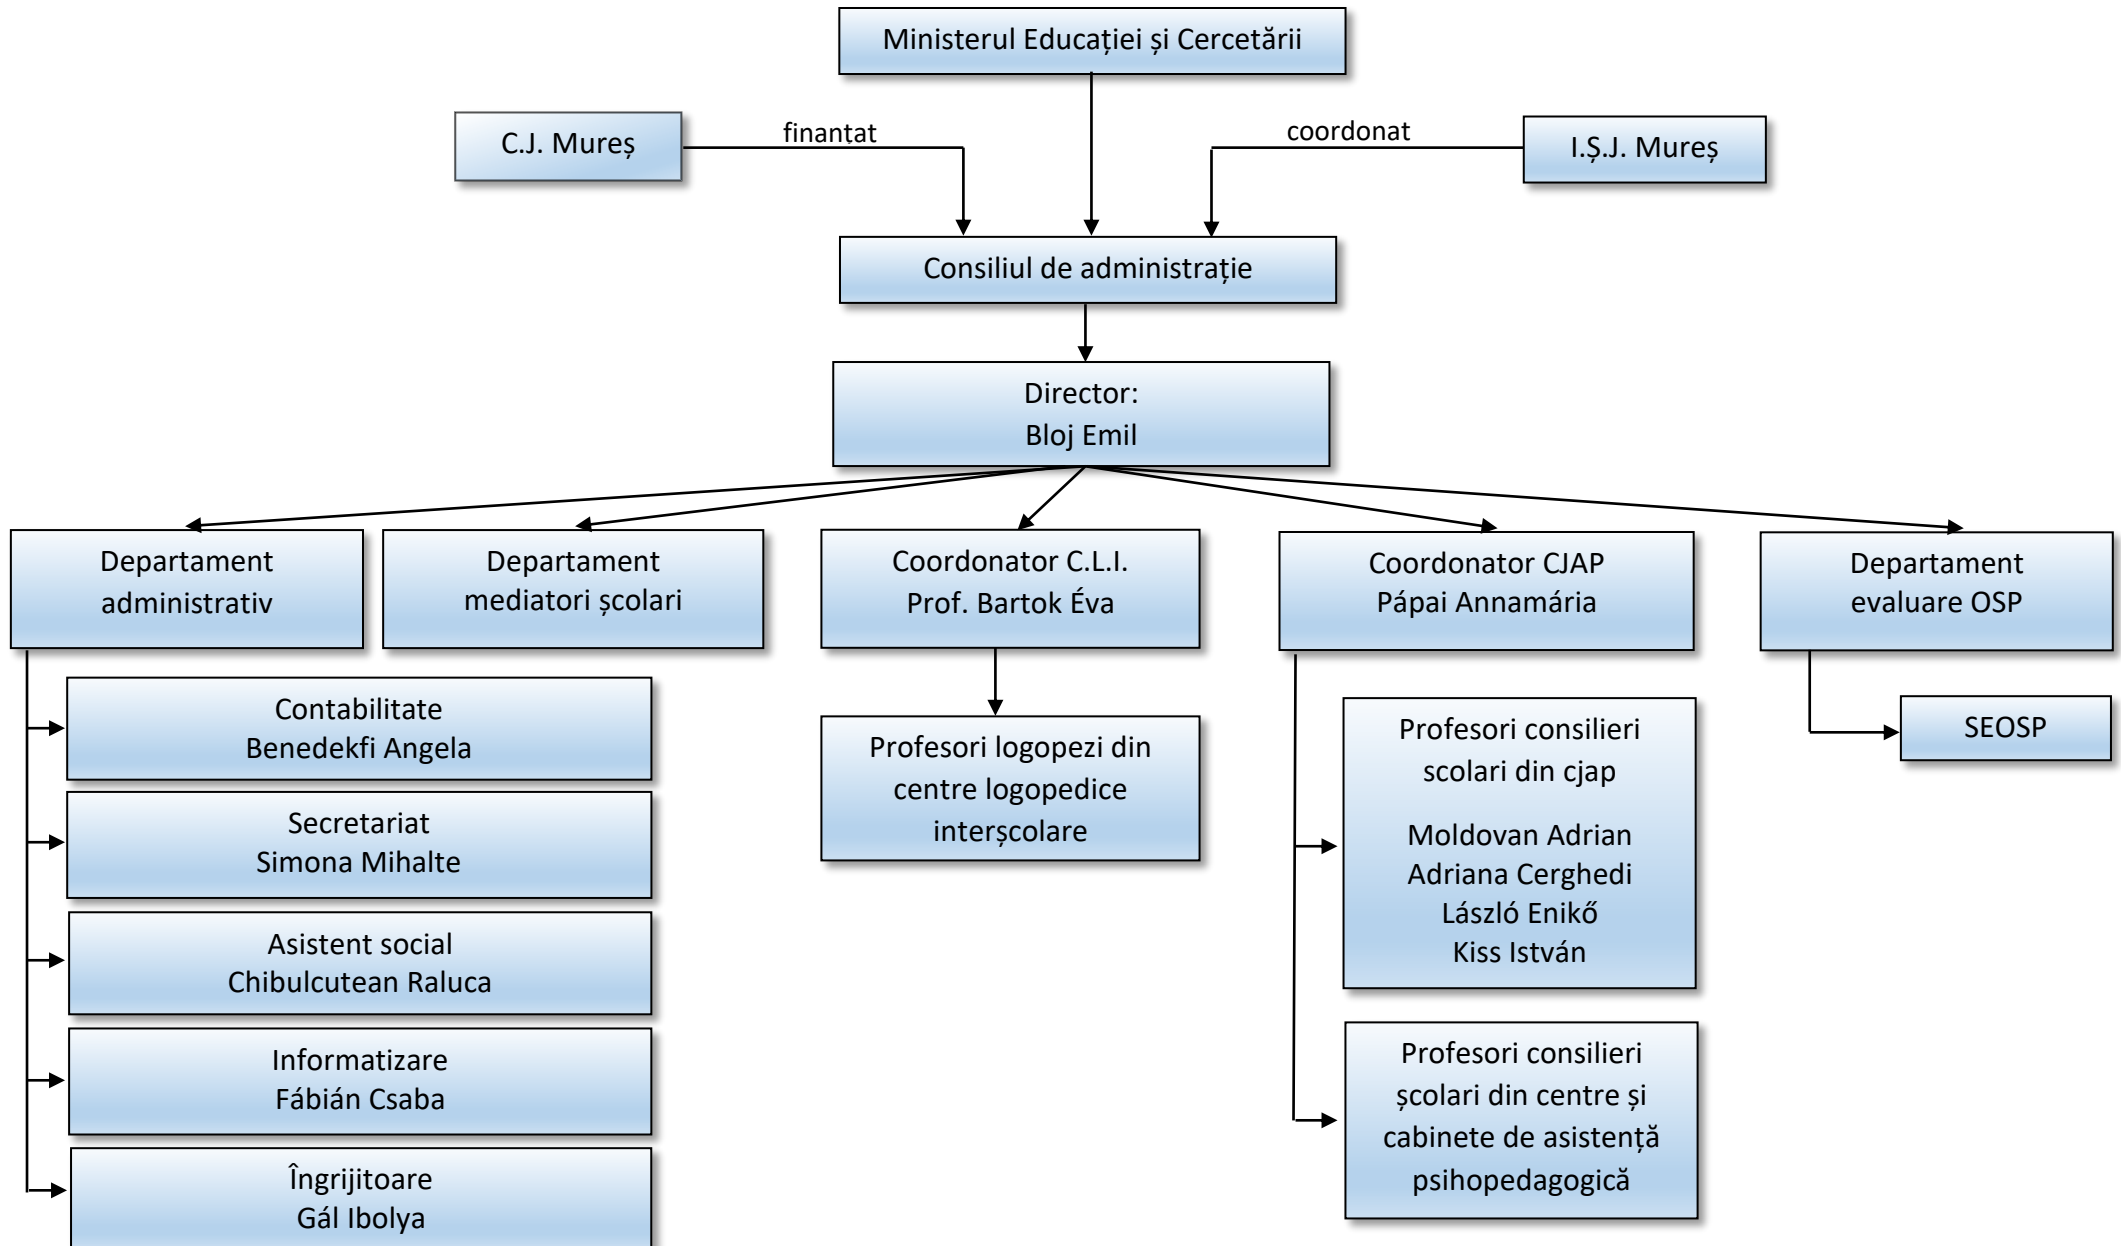 Ministerul Educației și Cercetării
C.J. Mureș
finanțat
coordonat
I.Ș.J. Mureș
Consiliul de administrație
Director:
Bloj Emil
Departament
administrativ
Departament
mediatori școlari
Coordonator C.L.I.
Prof. Bartok Éva
Coordonator CJAP
Pápai Annamária
Departament
evaluare OSP
Contabilitate
Benedekfi Angela
Secretariat
Simona Mihalte
Asistent social
Chibulcutean Raluca
Informatizare
Fábián Csaba
Îngrijitoare
Gál Ibolya
Profesori logopezi din
centre logopedice
interșcolare
Profesori consilieri
scolari din cjap
Moldovan Adrian
Adriana Cerghedi
László Enikő
Kiss István
Profesori consilieri
școlari din centre și
cabinete de asistență
psihopedagogică
SEOSP